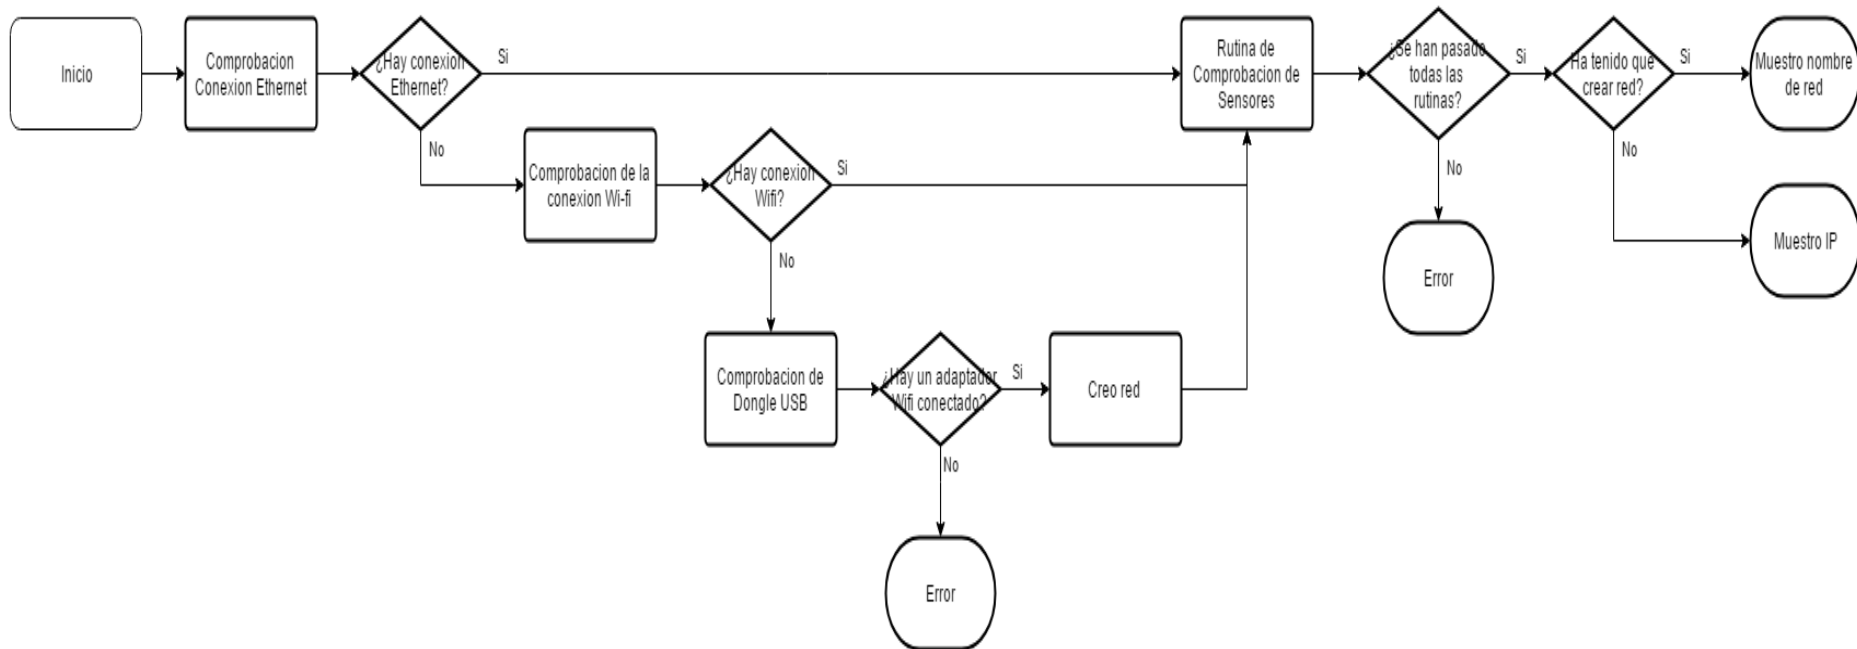 Inicio
Comprobacion
Conexion Ethernet
¿Hay conexion
Ethernet?
Si
No
Comprobacion de la
conexion Wi-fi
¿Hay conexion
Wifi?
Si
No
Comprobacion de
Dongle USB
¿Hay un adaptador
Wifi conectado?
Si
No
Error
Creo red
Rutina de
Comprobacion de
Sensores
¿Se han pasado
todas las
rutinas?
Si
No
Error
Ha tenido que
crear red?
Si
No
Muestro nombre
de red
Muestro IP